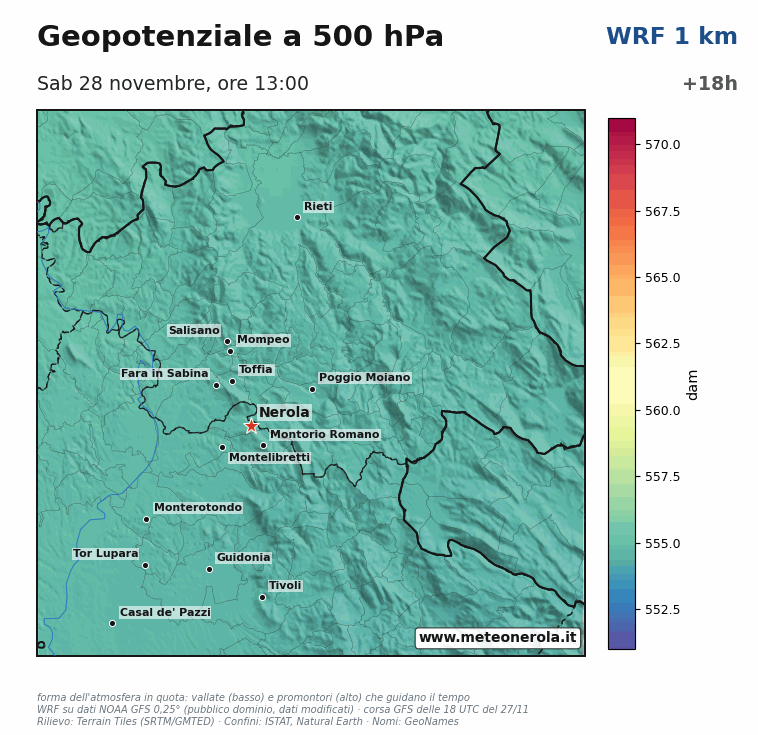 Geopotenziale a 500 hPa
WRF 1 km
Sab 28 novembre, ore 13:00
+18h
Rieti
Salisano
Mompeo
Toffia
Fara in Sabina
Poggio Moiano
Nerola
Montorio Romano
Montelibretti
Monterotondo
Tor Lupara
Guidonia
Tivoli
Casal de' Pazzi
www.meteonerola.it
570.0
567.5
565.0
562.5
560.0
557.5
555.0
552.5
dam
forma dell'atmosfera in quota: vallate (basso) e promontori (alto) che guidano il tempo
WRF su dati NOAA GFS 0,25° (pubblico dominio, dati modificati) · corsa GFS delle 18 UTC del 27/11
Rilievo: Terrain Tiles (SRTM/GMTED) · Confini: ISTAT, Natural Earth · Nomi: GeoNames